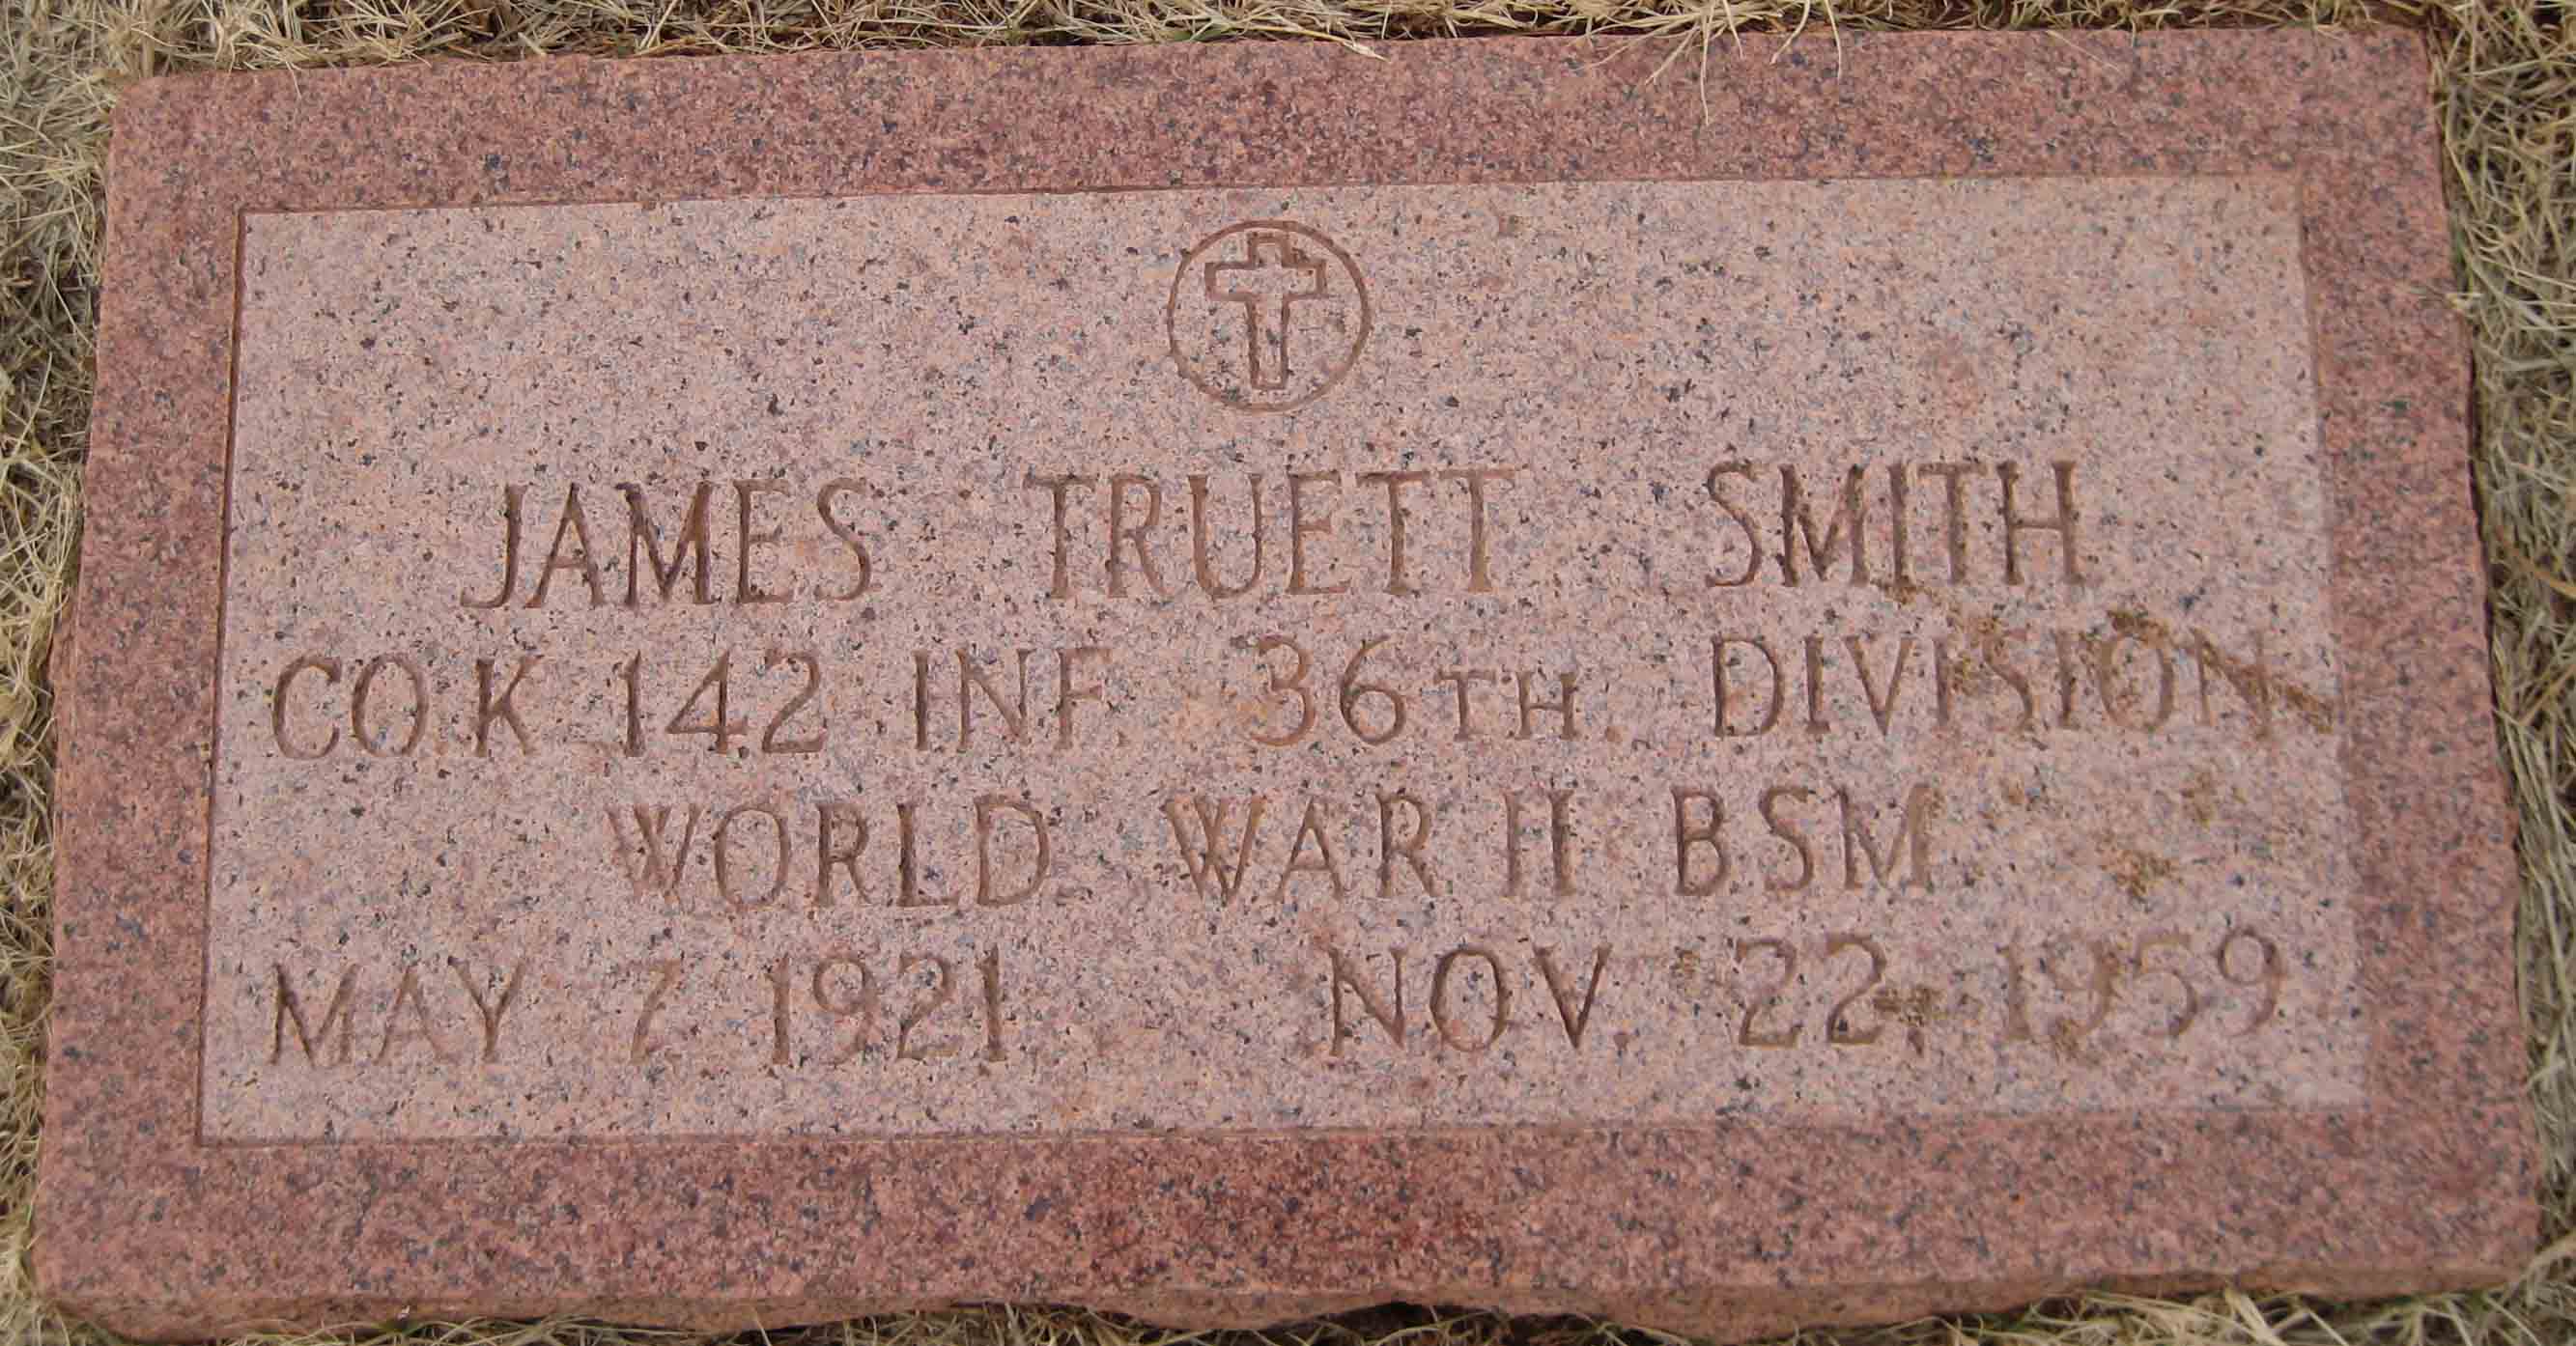 JAMES TRUETT SMITH
CO. K 142 INF. 36TH. DIVISION
WORLD WAR II BSM
MAY 7 1921 NOV. 22, 1959